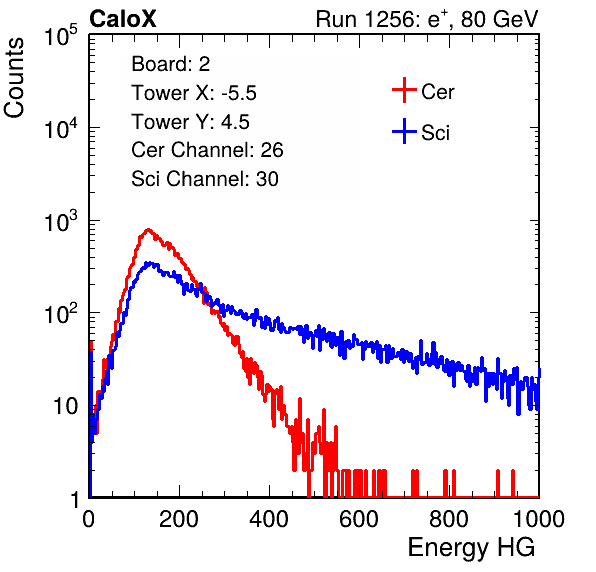 CaloX Run 1256: e⁺, 80 GeV
Counts
10⁵
10⁴
10³
10²
10
1
Board: 2
Tower X: -5.5
Tower Y: 4.5
Cer Channel: 26
Sci Channel: 30
Cer
Sci
0 200 400 600 800 1000
Energy HG